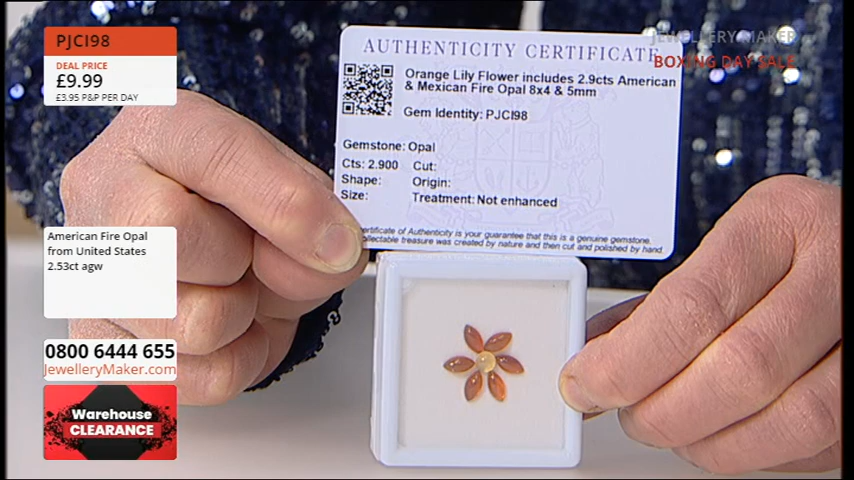 PJCI98
DEAL PRICE
£9.99
£3.95 P&P PER DAY
JEWELLERY MAKER
BOXING DAY SALE
AUTHENTICITY CERTIFICATE
Orange Lily Flower includes 2.9cts American
& Mexican Fire Opal 8x4 & 5mm
Gem Identity: PJCI98
Gemstone: Opal
Cts: 2.900 Cut:
Shape: Origin:
Size: Treatment: Not enhanced
ertificate of Authenticity is your guarantee that this is a genuine gemstone.
ollectable treasure was created by nature and then cut and polished by hand
American Fire Opal
from United States
2.53ct agw
0800 6444 655
JewelleryMaker.com
Warehouse
CLEARANCE